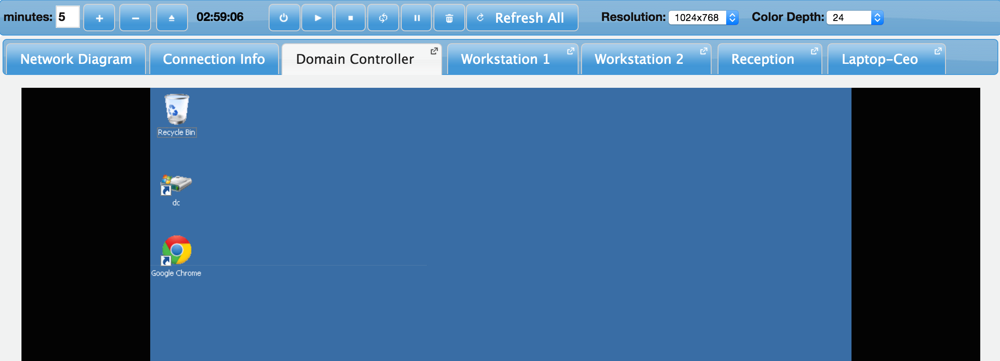 minutes: 5 02:59:06 Refresh All Resolution: 1024x768 Color Depth: 24
Network Diagram Connection Info Domain Controller Workstation 1 Workstation 2 Reception Laptop-Ceo
Recycle Bin
dc
Google Chrome